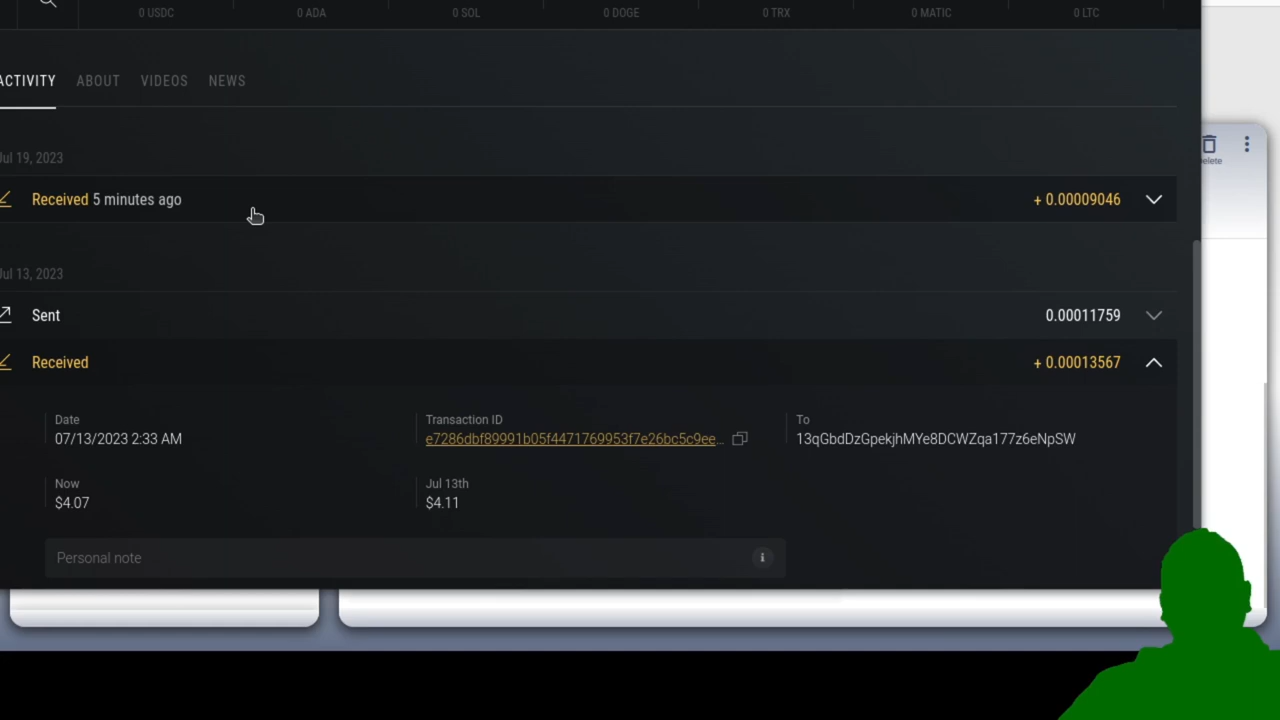 0 USDC 0 ADA 0 SOL 0 DOGE 0 TRX 0 MATIC 0 LTC
ACTIVITY ABOUT VIDEOS NEWS
Jul 19, 2023
Received 5 minutes ago + 0.00009046
Jul 13, 2023
Sent 0.00011759
Received + 0.00013567
Date Transaction ID To
07/13/2023 2:33 AM e7286dbf89991b05f4471769953f7e26bc5c9ee... 13qGbdDzGpekjhMYe8DCWZqa177z6eNpSW
Now Jul 13th
$4.07 $4.11
Personal note
elete